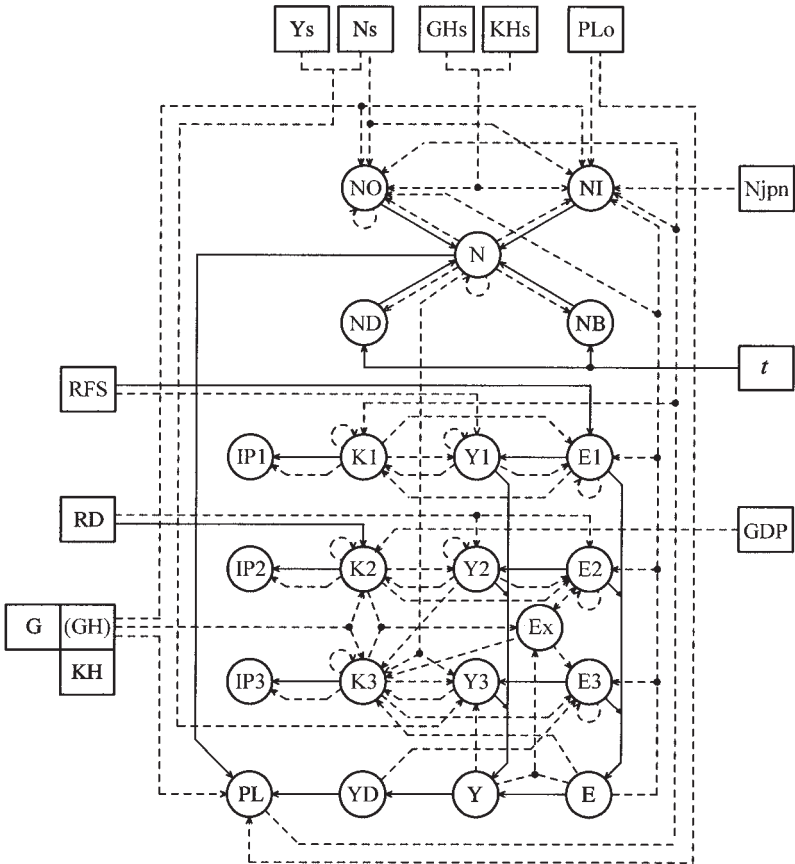 Ys Ns GHs KHs PLo
NO NI Njpn
N
ND NB
t
RFS
IP1 K1 Y1 E1
RD GDP
IP2 K2 Y2 E2
G (GH) Ex
KH
IP3 K3 Y3 E3
PL YD Y E